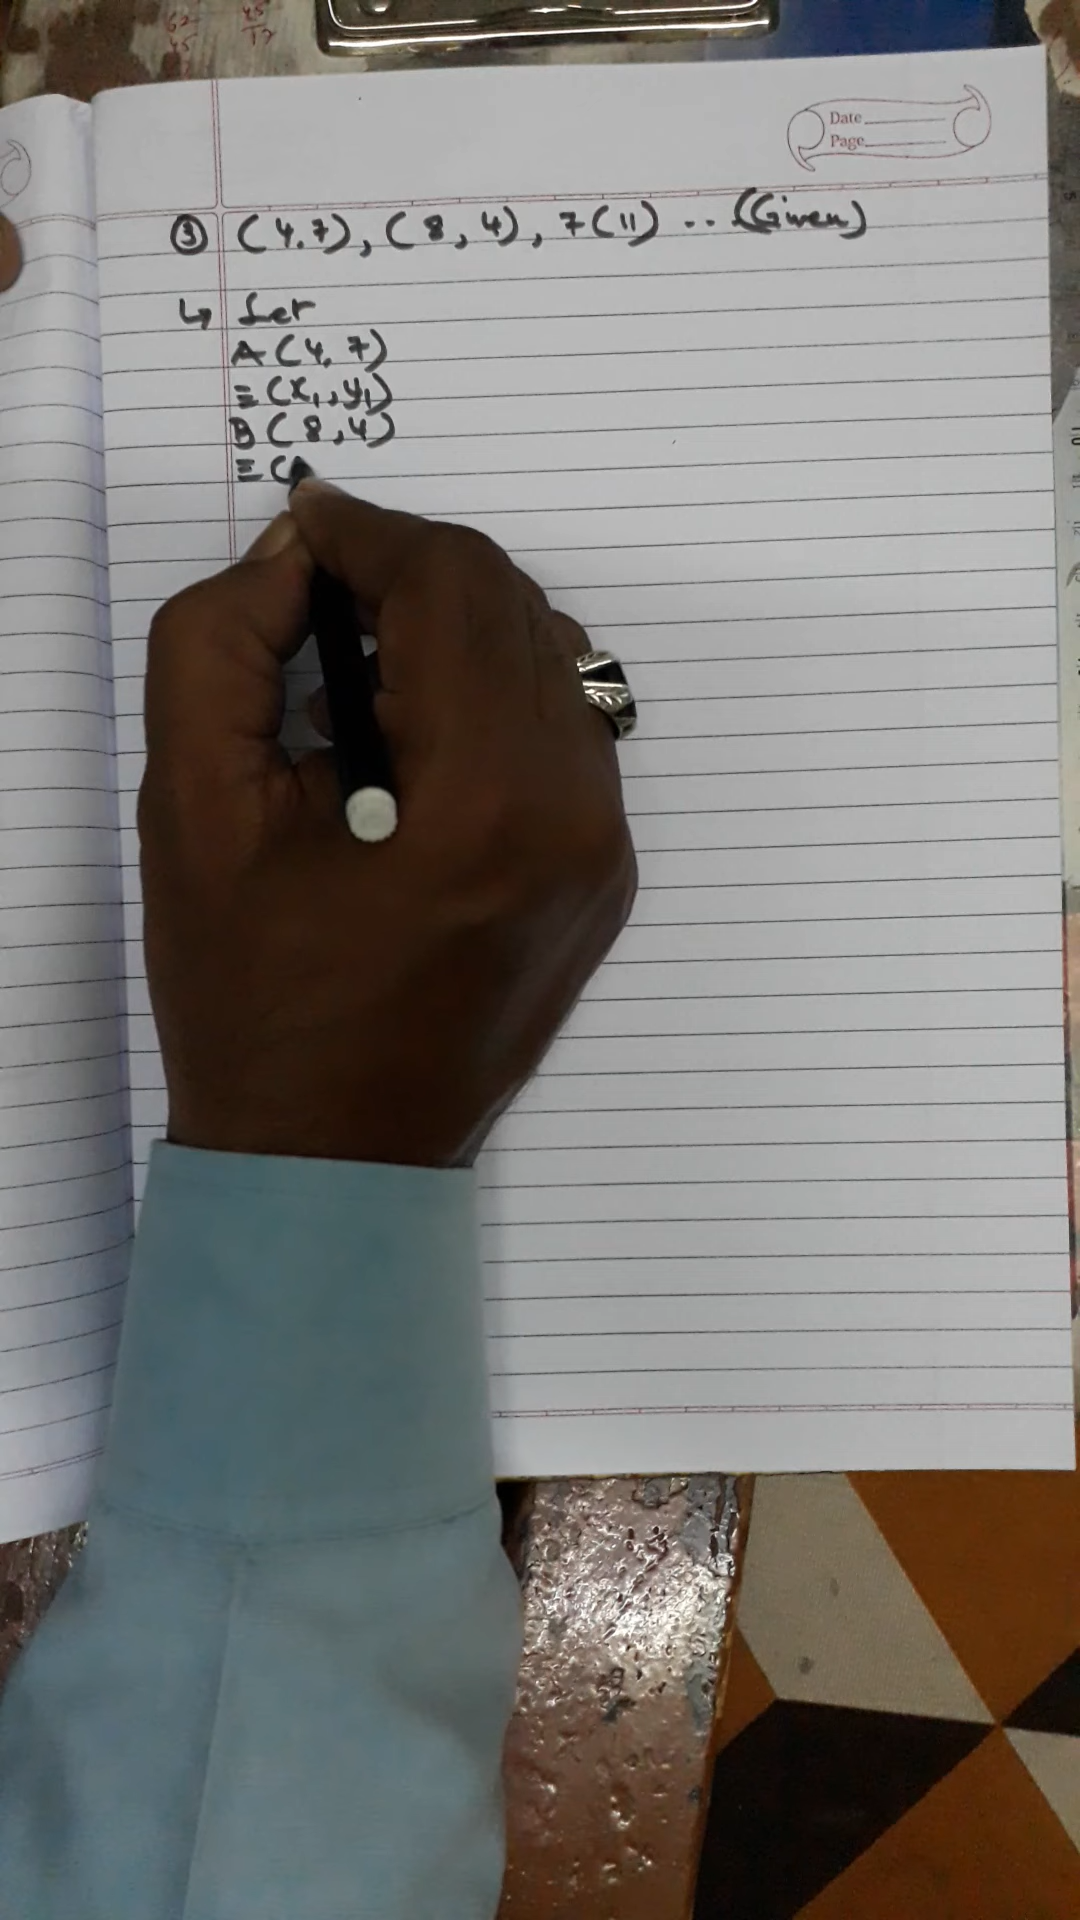 Date
Page
③ (4,7), (8,4), 7(11) .. (Given)
↳ Let
A(4, 7)
≡(x₁, y₁)
B(8,4)
≡(